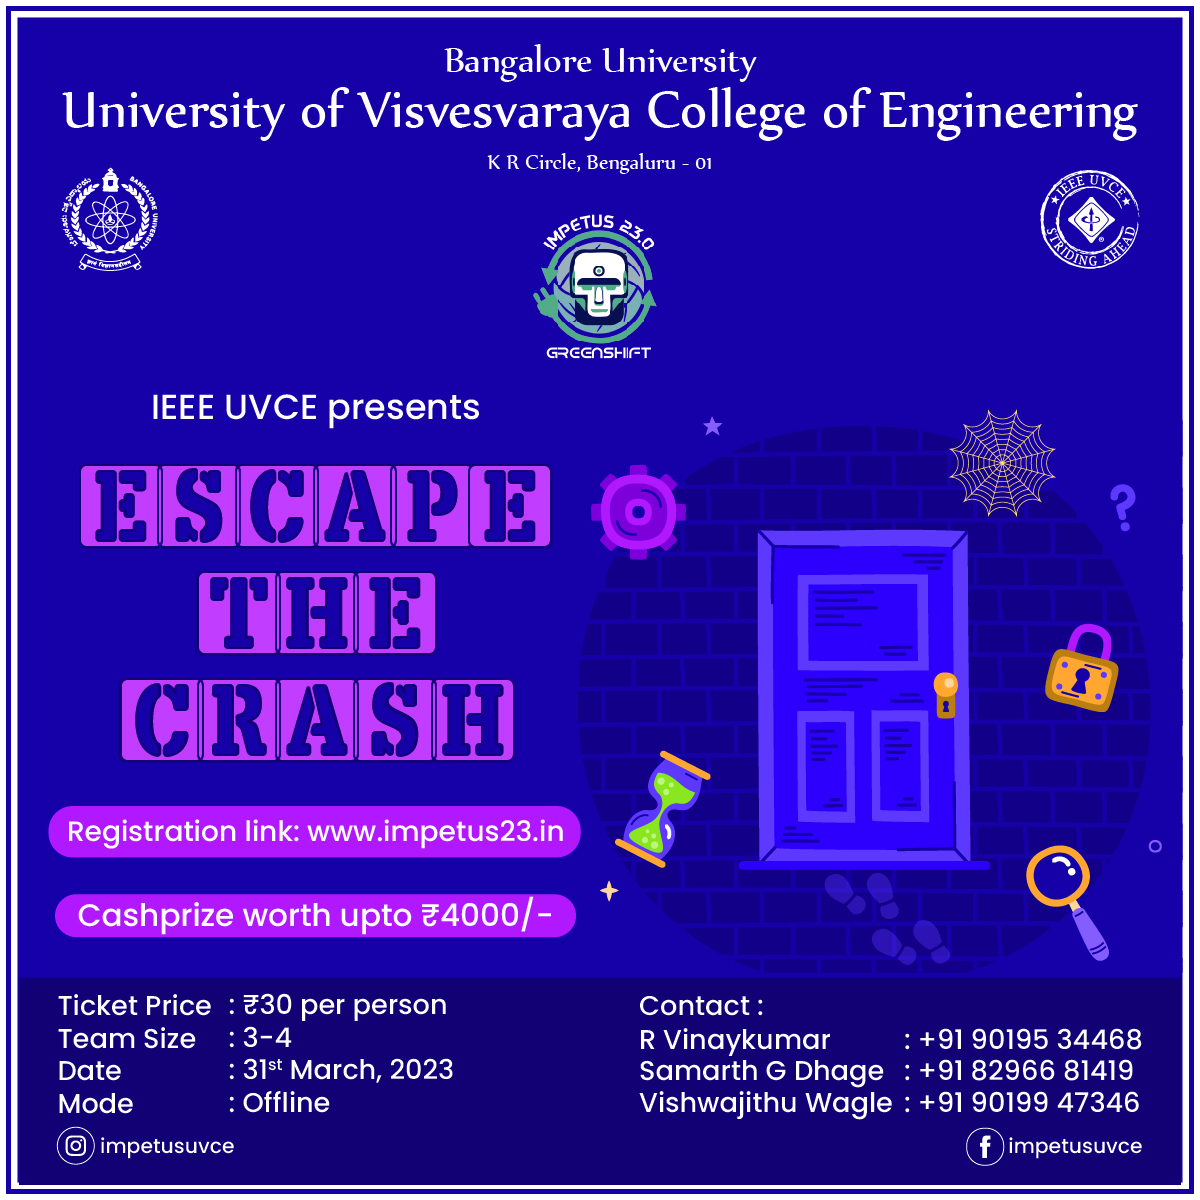 Bangalore University
University of Visvesvaraya College of Engineering
K R Circle, Bengaluru - 01
BANGALORE UNIVERSITY
IEEE UVCE
STRIDING AHEAD
IMPETUS 23.0
GREENSHIFT
IEEE UVCE presents
ESCAPE
THE
CRASH
Registration link: www.impetus23.in
Cashprize worth upto ₹4000/-
Ticket Price : ₹30 per person
Team Size : 3-4
Date : 31st March, 2023
Mode : Offline
impetusuvce
Contact :
R Vinaykumar : +91 90195 34468
Samarth G Dhage : +91 82966 81419
Vishwajithu Wagle : +91 90199 47346
impetusuvce